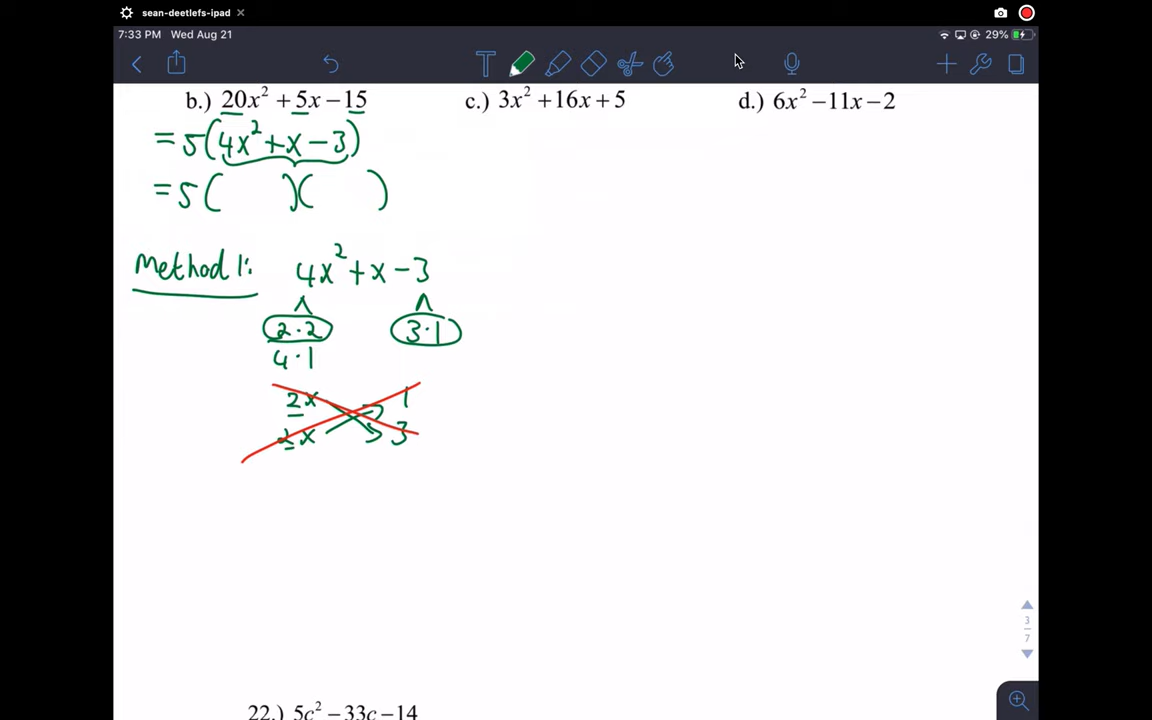 sean-deetlefs-ipad
7:33 PM Wed Aug 21
29%
b.) 20x² + 5x − 15
c.) 3x² + 16x + 5
d.) 6x² − 11x − 2
= 5(4x² + x − 3)
= 5( )( )
Method 1: 4x² + x − 3
2·2 3·1
4·1
2x 1
2x 3
3
7
22.) 5c² − 33c − 14